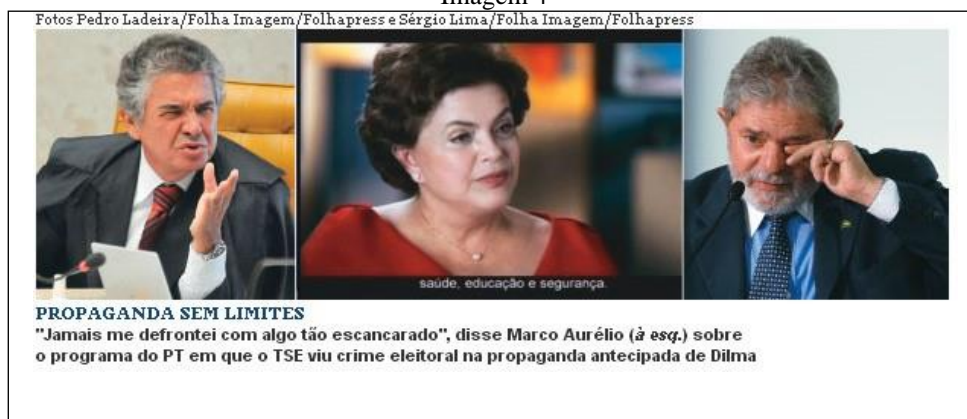 Fotos Pedro Ladeira/Folha Imagem/Folhapress e Sérgio Lima/Folha Imagem/Folhapress
saúde, educação e segurança.
PROPAGANDA SEM LIMITES
"Jamais me defrontei com algo tão escancarado", disse Marco Aurélio (à esq.) sobre
o programa do PT em que o TSE viu crime eleitoral na propaganda antecipada de Dilma